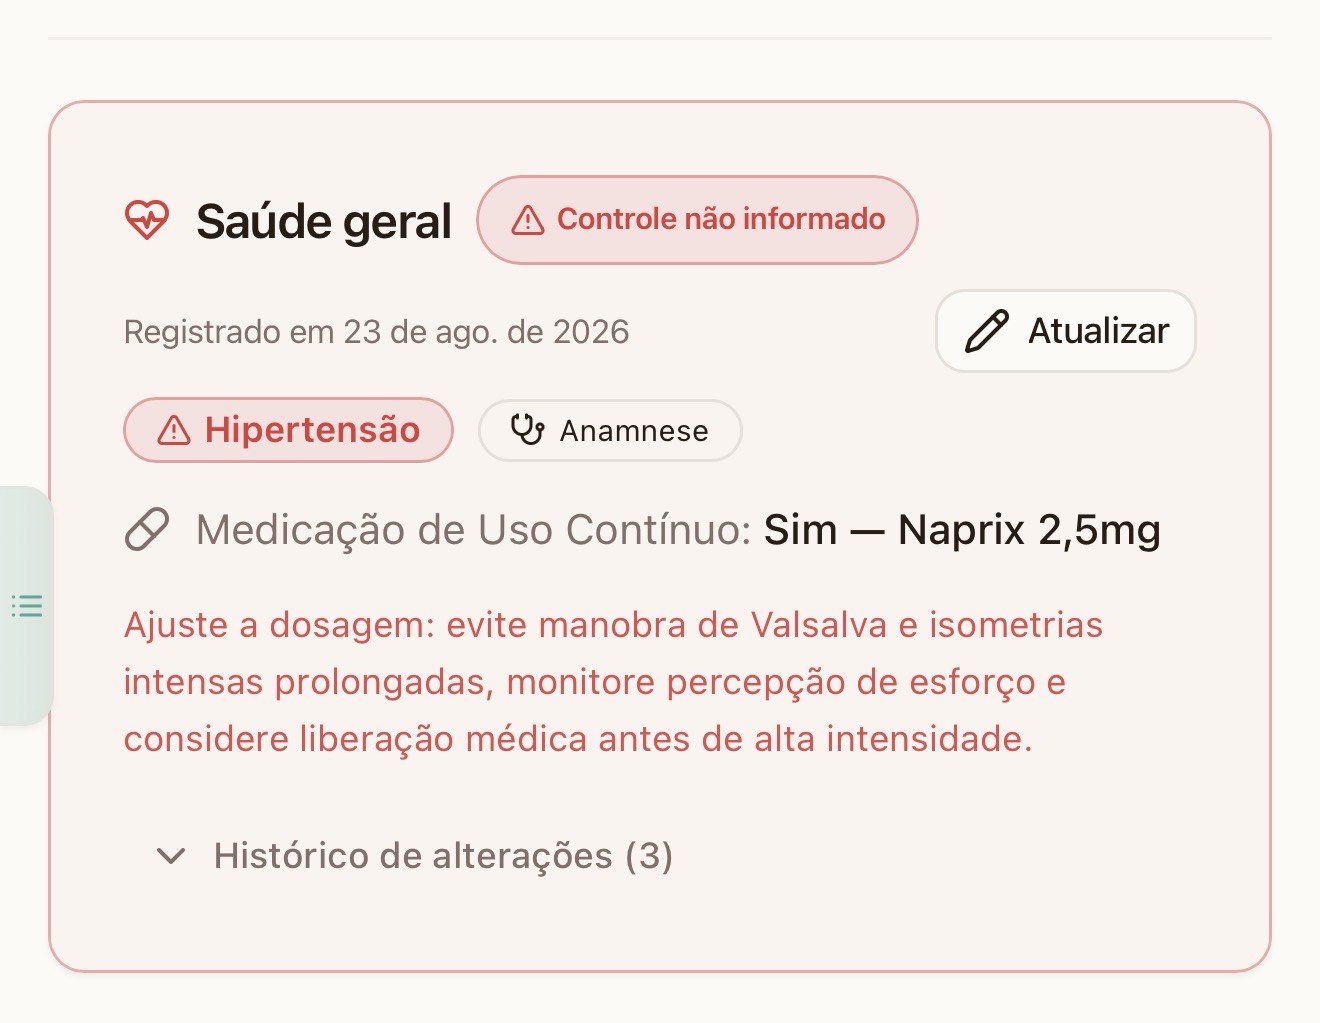 Saúde geral
Controle não informado
Registrado em 23 de ago. de 2026
Atualizar
Hipertensão
Anamnese
Medicação de Uso Contínuo: Sim — Naprix 2,5mg
Ajuste a dosagem: evite manobra de Valsalva e isometrias
intensas prolongadas, monitore percepção de esforço e
considere liberação médica antes de alta intensidade.
Histórico de alterações (3)